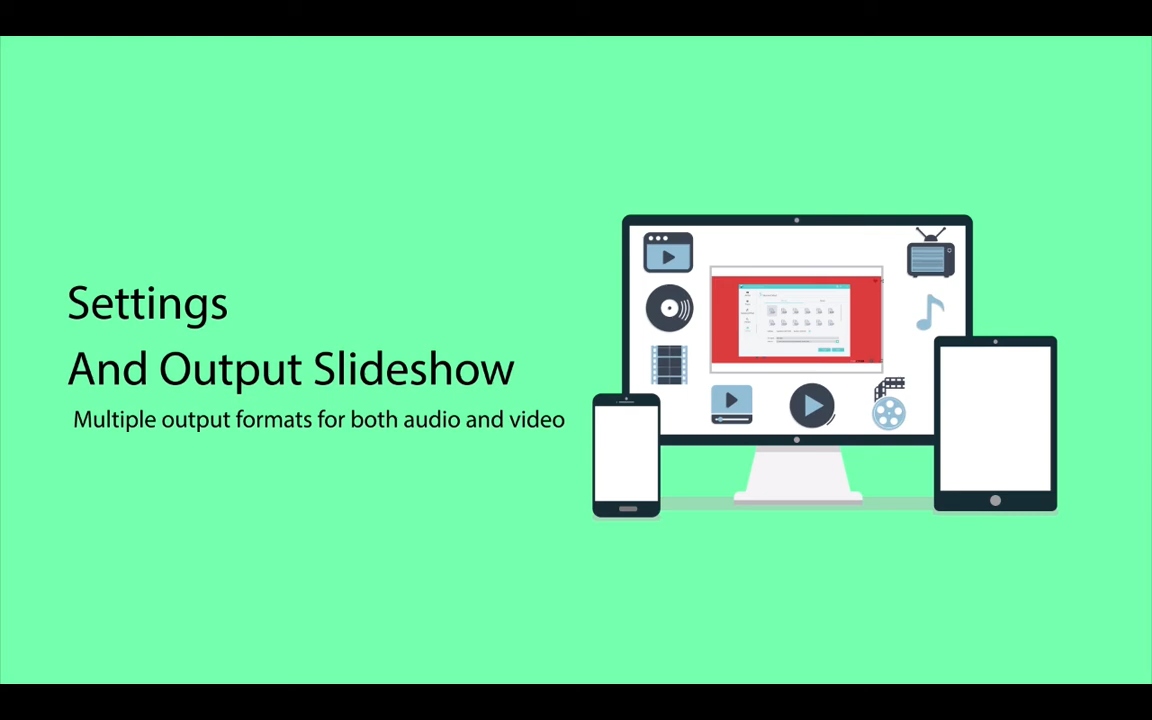 Settings
And Output Slideshow
Multiple output formats for both audio and video